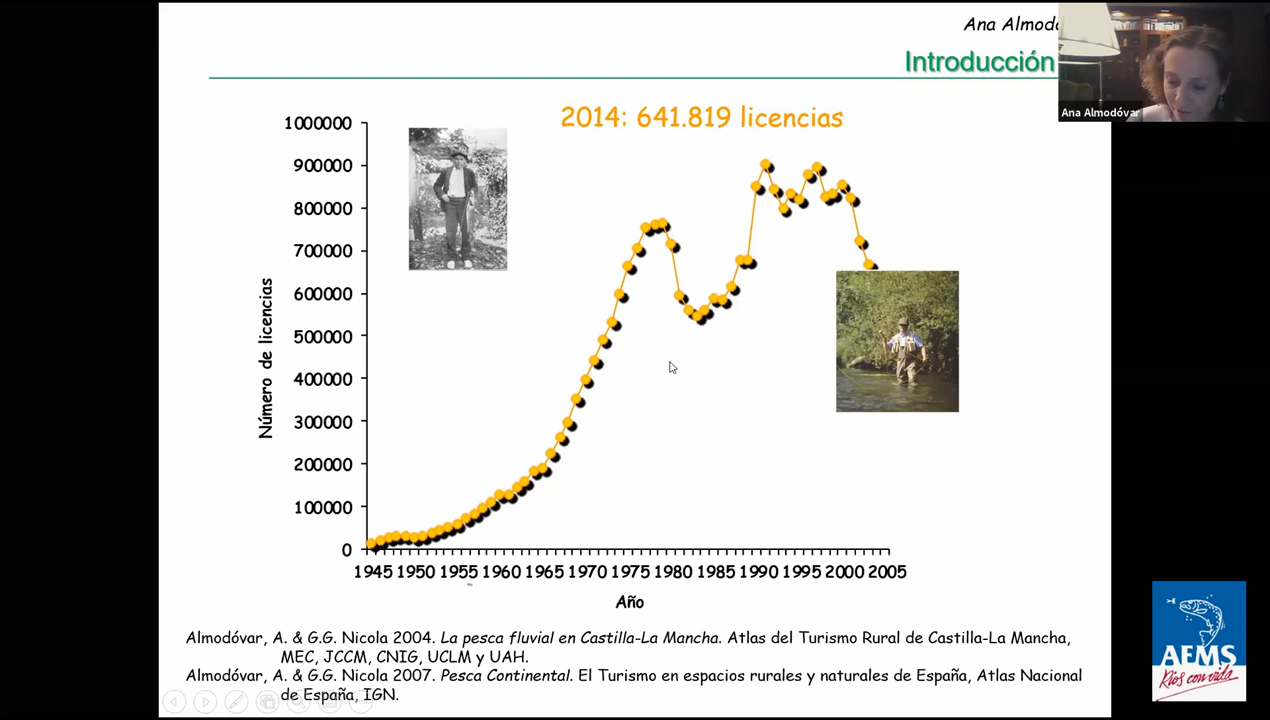 Ana Almodó
Introducción
Ana Almodóvar
2014: 641.819 licencias
1000000
900000
800000
700000
600000
500000
400000
300000
200000
100000
0
Número de licencias
1945 1950 1955 1960 1965 1970 1975 1980 1985 1990 1995 2000 2005
Año
Almodóvar, A. & G.G. Nicola 2004. La pesca fluvial en Castilla-La Mancha. Atlas del Turismo Rural de Castilla-La Mancha,
MEC, JCCM, CNIG, UCLM y UAH.
Almodóvar, A. & G.G. Nicola 2007. Pesca Continental. El Turismo en espacios rurales y naturales de España, Atlas Nacional
de España, IGN.
AEMS
Ríos con vida